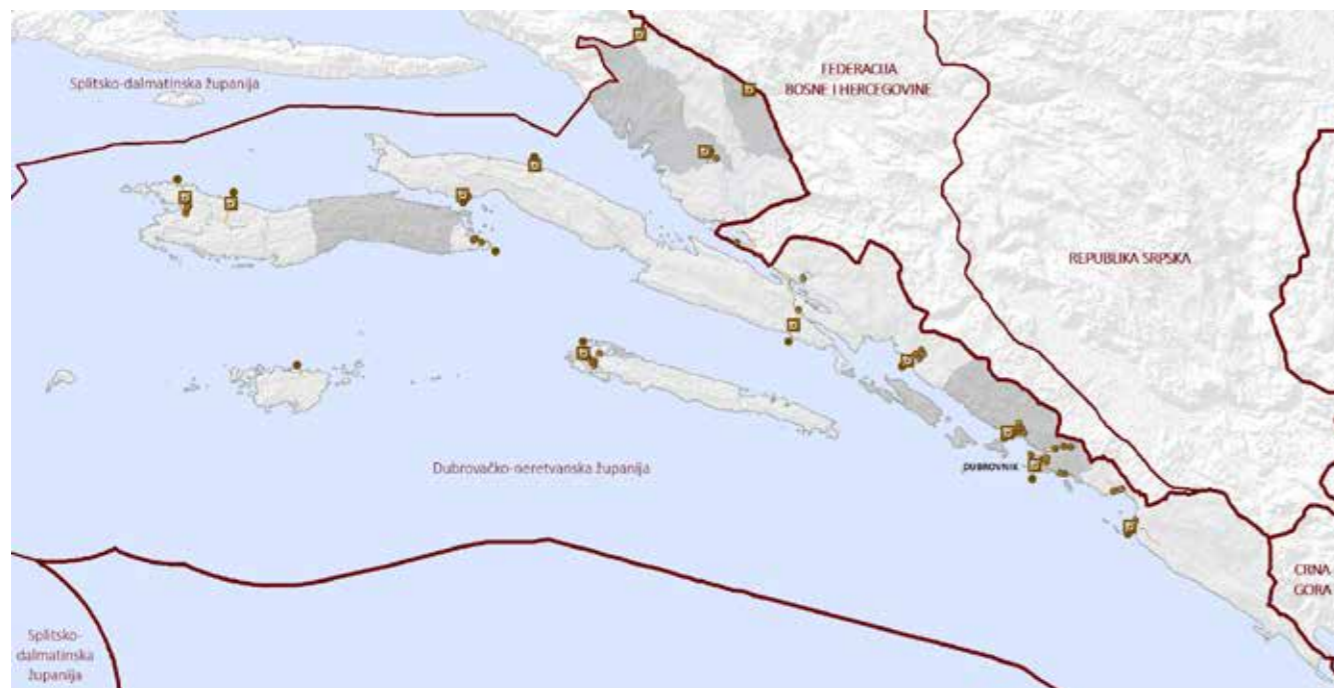 Splitsko-dalmatinska županija
FEDERACIJA
BOSNE I HERCEGOVINE
REPUBLIKA SRPSKA
Dubrovačko-neretvanska županija
DUBROVNIK
CRNA
GORA
Splitsko-
dalmatinska
županija